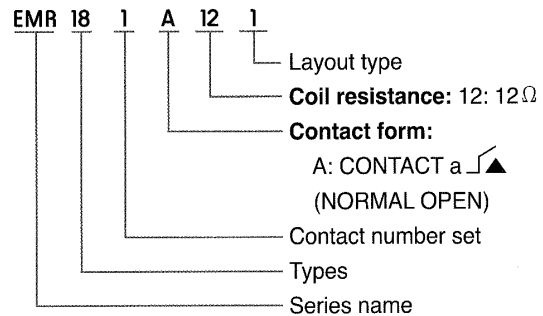 EMR 18 1 A 12 1
Layout type
Coil resistance: 12: 12Ω
Contact form:
A: CONTACT a
(NORMAL OPEN)
Contact number set
Types
Series name